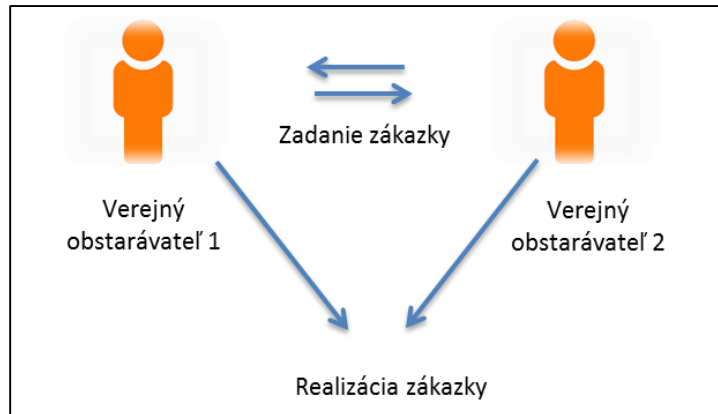 Zadanie zákazky
Verejný
obstarávateľ 1
Verejný
obstarávateľ 2
Realizácia zákazky